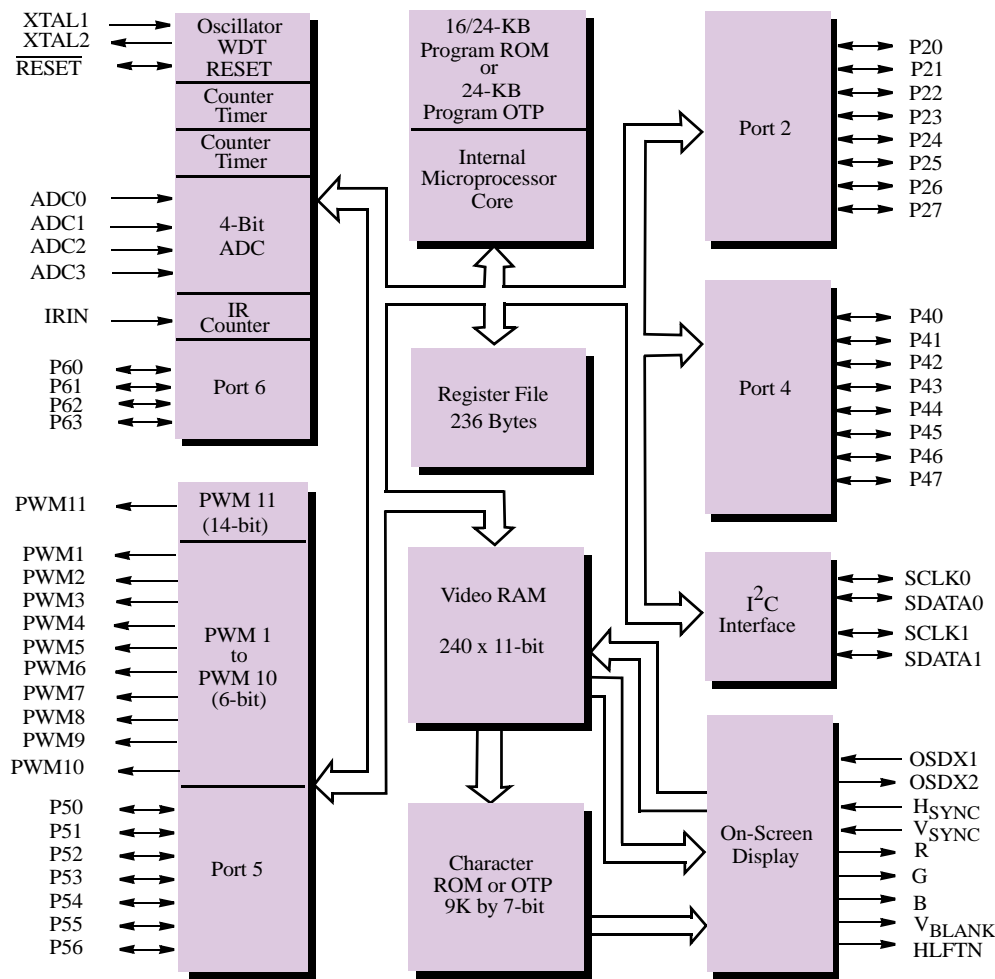 XTAL1
XTAL2
RESET
Oscillator
WDT
RESET
Counter
Timer
Counter
Timer
ADC0
ADC1
ADC2
ADC3
4-Bit
ADC
IRIN
IR
Counter
P60
P61
P62
P63
Port 6
16/24-KB
Program ROM
or
24-KB
Program OTP
Internal
Microprocessor
Core
Register File
236 Bytes
Port 2
P20
P21
P22
P23
P24
P25
P26
P27
Port 4
P40
P41
P42
P43
P44
P45
P46
P47
PWM11
PWM 11
(14-bit)
PWM1
PWM2
PWM3
PWM4
PWM5
PWM6
PWM7
PWM8
PWM9
PWM10
PWM 1
to
PWM 10
(6-bit)
P50
P51
P52
P53
P54
P55
P56
Port 5
Video RAM
240 x 11-bit
Character
ROM or OTP
9K by 7-bit
I2C
Interface
SCLK0
SDATA0
SCLK1
SDATA1
On-Screen
Display
OSDX1
OSDX2
HSYNC
VSYNC
R
G
B
VBLANK
HLFTN